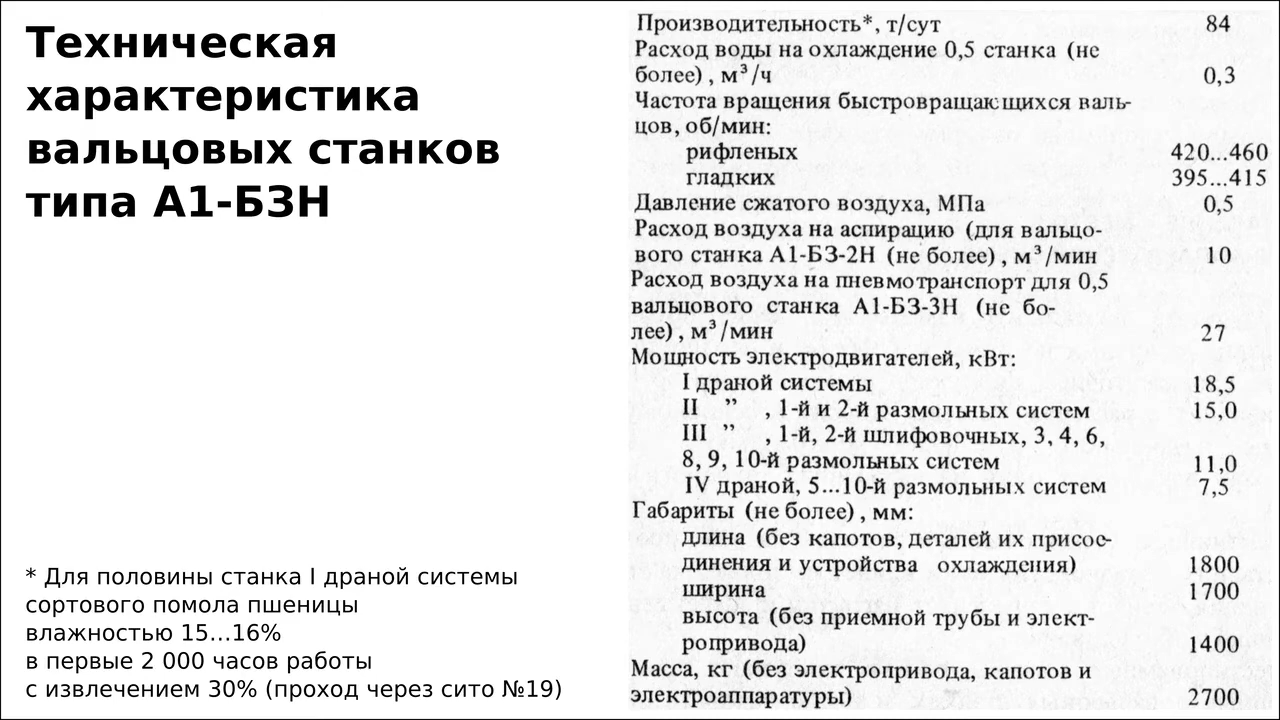 Техническая
характеристика
вальцовых станков
типа А1-БЗН
* Для половины станка I драной системы
сортового помола пшеницы
влажностью 15...16%
в первые 2 000 часов работы
с извлечением 30% (проход через сито №19)
Производительность*, т/сут 84
Расход воды на охлаждение 0,5 станка (не
более), м³/ч 0,3
Частота вращения быстровращающихся валь-
цов, об/мин:
рифленых 420...460
гладких 395...415
Давление сжатого воздуха, МПа 0,5
Расход воздуха на аспирацию (для вальцо-
вого станка А1-БЗ-2Н (не более), м³/мин 10
Расход воздуха на пневмотранспорт для 0,5
вальцового станка А1-БЗ-3Н (не бо-
лее), м³/мин 27
Мощность электродвигателей, кВт:
I драной системы 18,5
II ” , 1-й и 2-й размольных систем 15,0
III ” , 1-й, 2-й шлифовочных, 3, 4, 6,
8, 9, 10-й размольных систем 11,0
IV драной, 5...10-й размольных систем 7,5
Габариты (не более), мм:
длина (без капотов, деталей их присое-
динения и устройства охлаждения) 1800
ширина 1700
высота (без приемной трубы и элект-
ропривода) 1400
Масса, кг (без электропривода, капотов и
электроаппаратуры) 2700